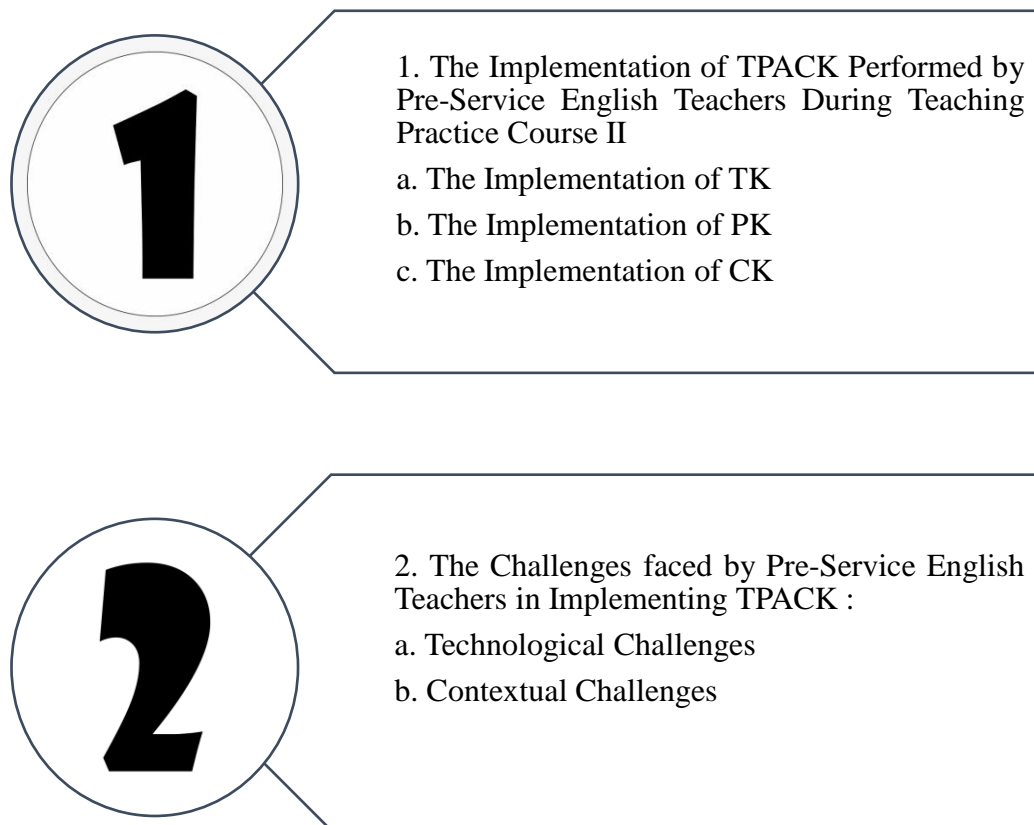 1
1. The Implementation of TPACK Performed by
Pre-Service English Teachers During Teaching
Practice Course II
a. The Implementation of TK
b. The Implementation of PK
c. The Implementation of CK
2
2. The Challenges faced by Pre-Service English
Teachers in Implementing TPACK :
a. Technological Challenges
b. Contextual Challenges